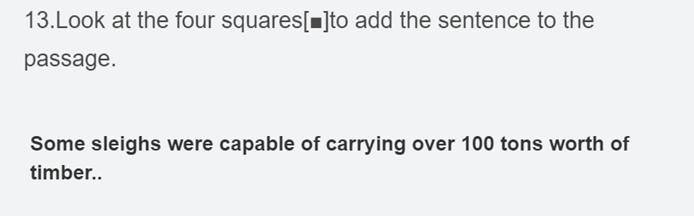 13.Look at the four squares[■]to add the sentence to the
passage.
Some sleighs were capable of carrying over 100 tons worth of
timber..